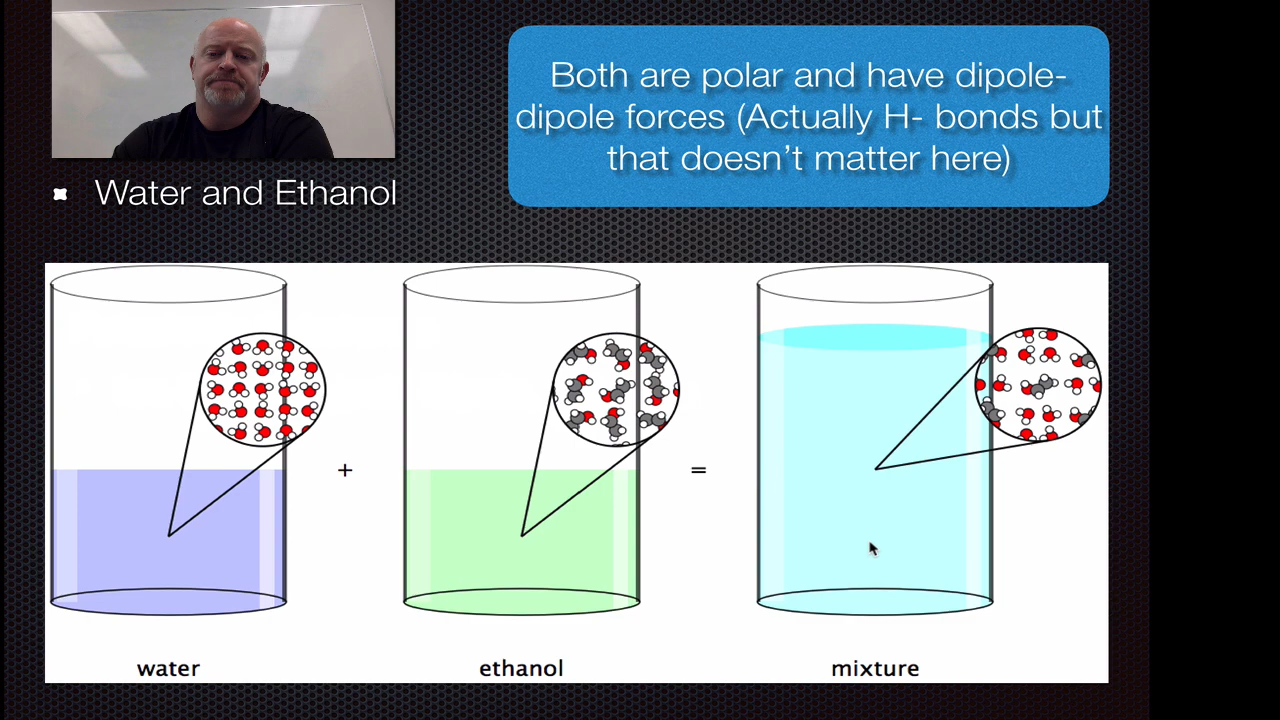 Both are polar and have dipole-
dipole forces (Actually H- bonds but
that doesn't matter here)
Water and Ethanol
+
=
water
ethanol
mixture